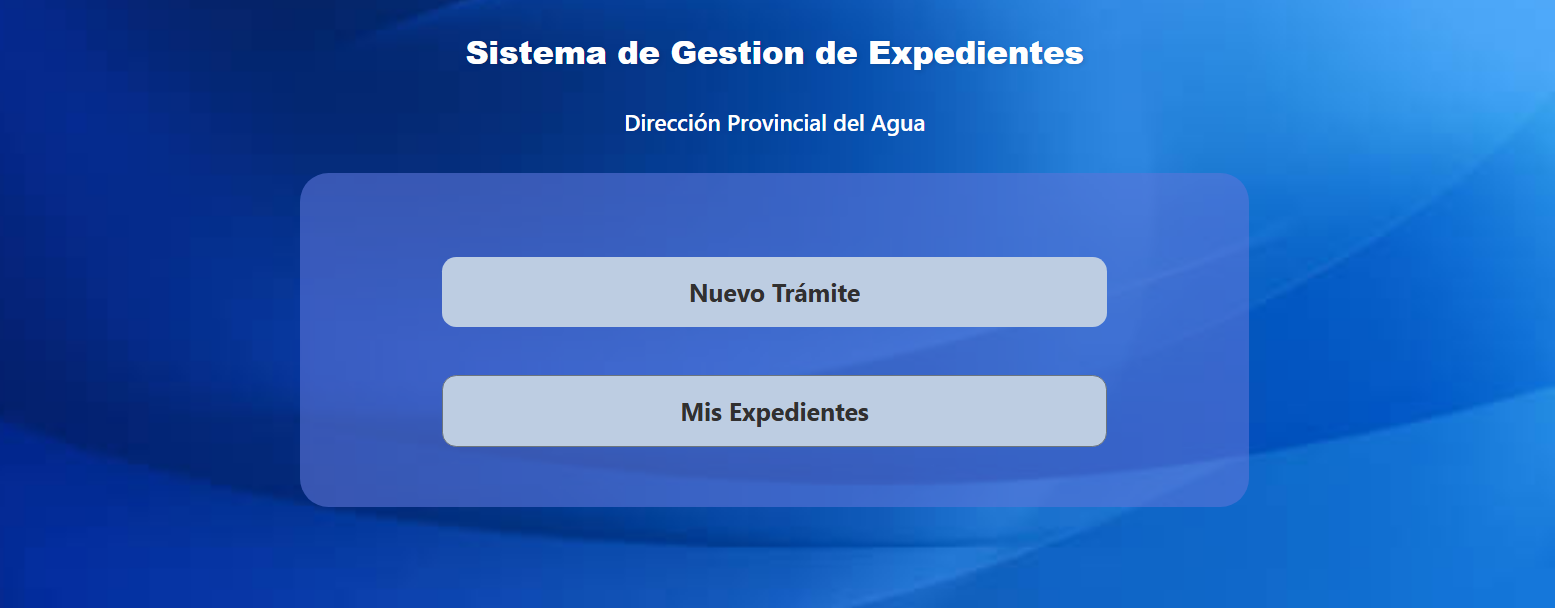 Sistema de Gestion de Expedientes
Dirección Provincial del Agua
Nuevo Trámite
Mis Expedientes